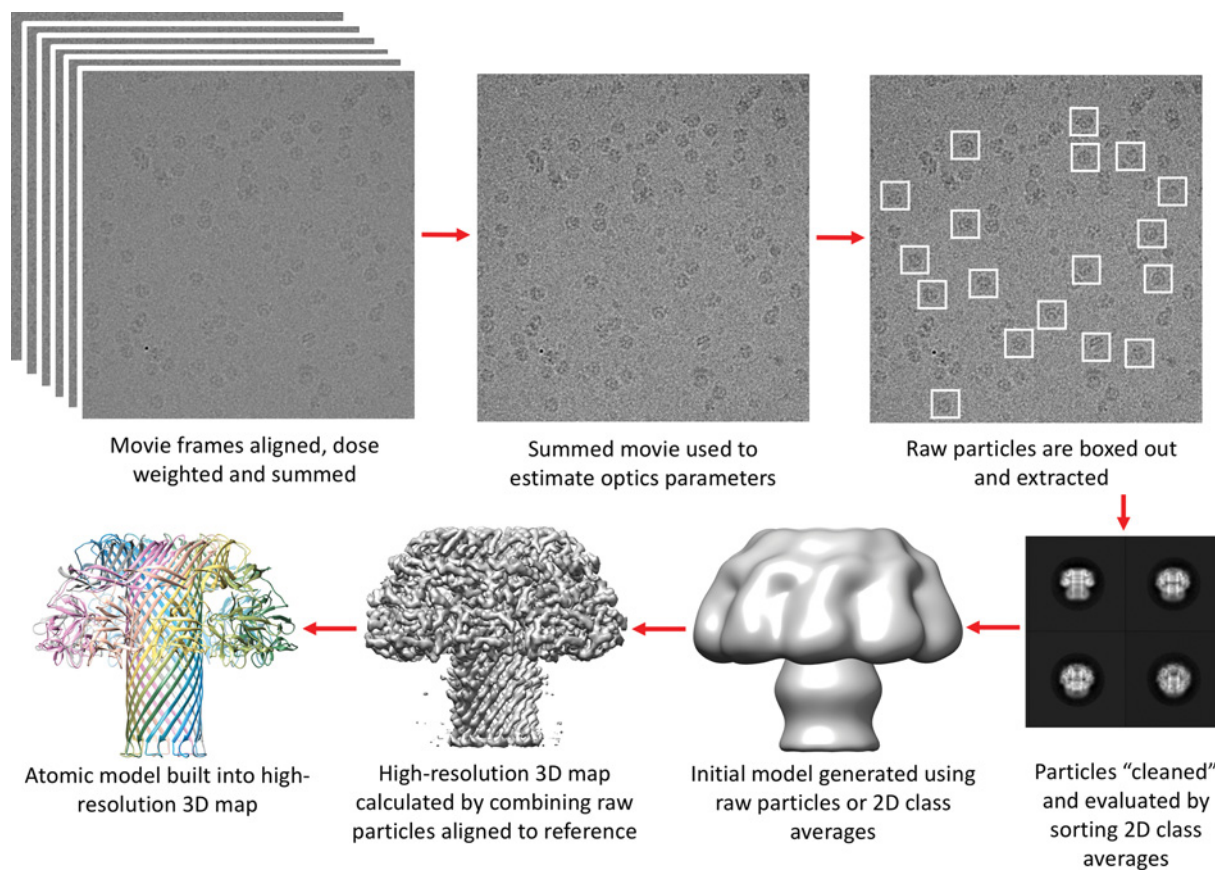 Movie frames aligned, dose
weighted and summed
Summed movie used to
estimate optics parameters
Raw particles are boxed out
and extracted
Particles “cleaned”
and evaluated by
sorting 2D class
averages
Initial model generated using
raw particles or 2D class
averages
High-resolution 3D map
calculated by combining raw
particles aligned to reference
Atomic model built into high-
resolution 3D map